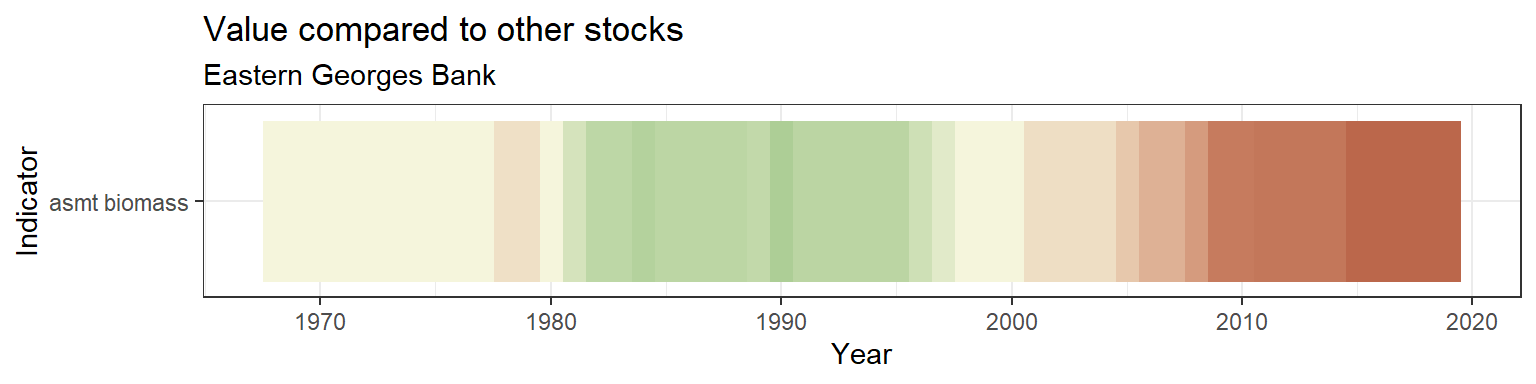 Value compared to other stocks
Eastern Georges Bank
Indicator
asmt biomass
1970 1980 1990 2000 2010 2020
Year